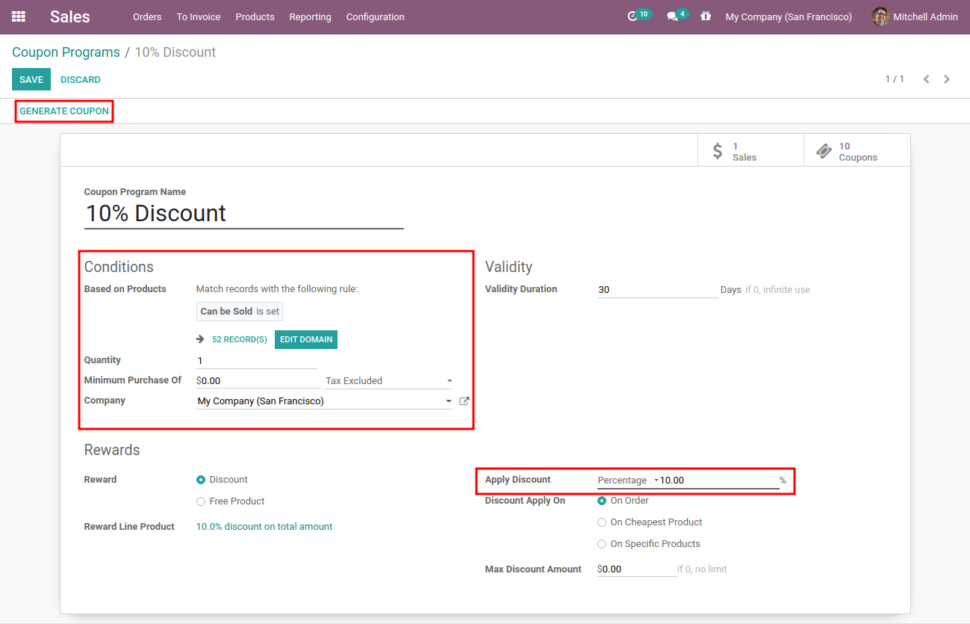 Sales Orders To Invoice Products Reporting Configuration 10 4 My Company (San Francisco) Mitchell Admin
Coupon Programs / 10% Discount
SAVE DISCARD 1 / 1
GENERATE COUPON
1 Sales
10 Coupons
Coupon Program Name
10% Discount
Conditions
Based on Products Match records with the following rule:
Can be Sold is set
52 RECORD(S) EDIT DOMAIN
Quantity 1
Minimum Purchase Of $0.00 Tax Excluded
Company My Company (San Francisco)
Validity
Validity Duration 30 Days if 0, infinite use
Rewards
Reward Discount
Free Product
Reward Line Product 10.0% discount on total amount
Apply Discount Percentage 10.00 %
Discount Apply On On Order
On Cheapest Product
On Specific Products
Max Discount Amount $0.00 if 0, no limit